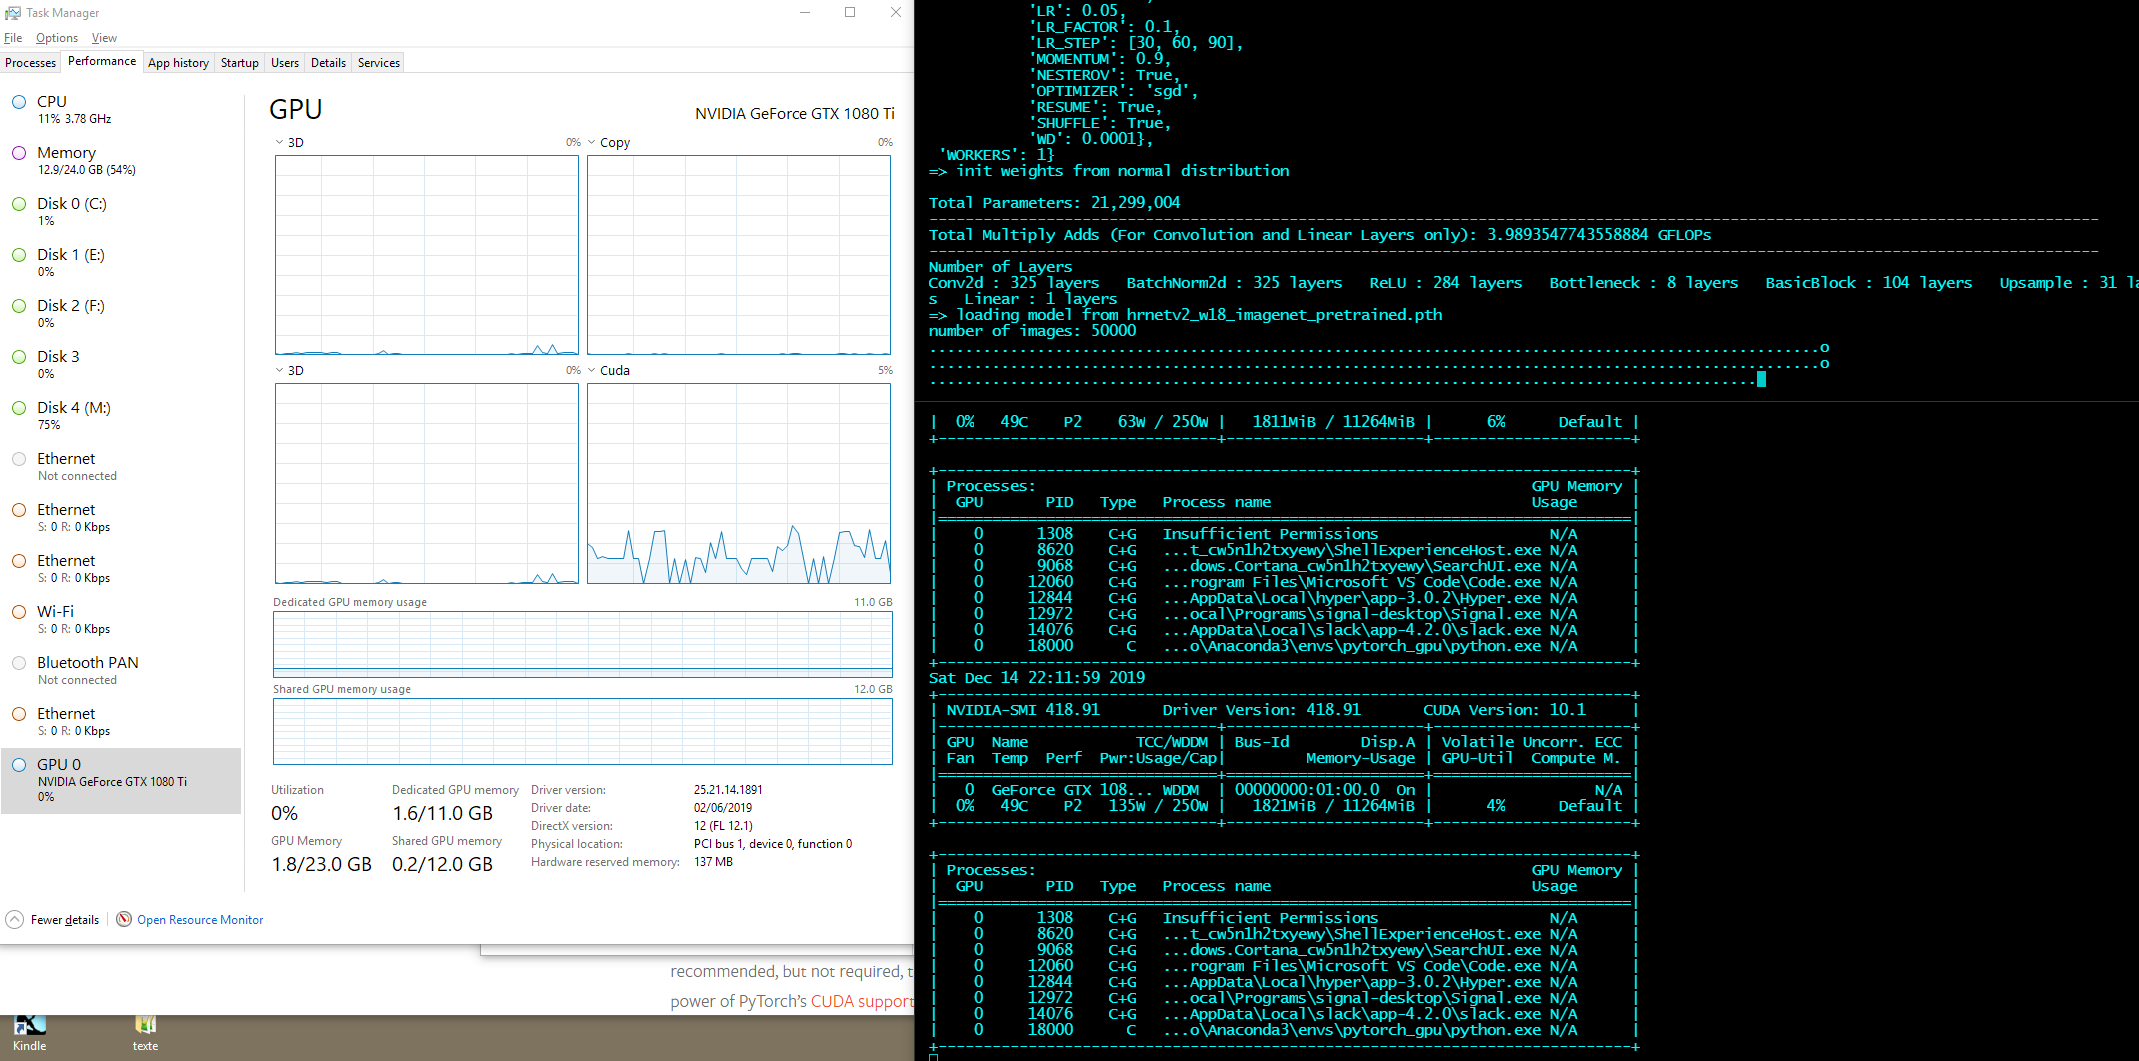 Task Manager
File Options View
Processes Performance App history Startup Users Details Services
CPU
11% 3.78 GHz
Memory
12.9/24.0 GB (54%)
Disk 0 (C:)
1%
Disk 1 (E:)
0%
Disk 2 (F:)
0%
Disk 3
0%
Disk 4 (M:)
75%
Ethernet
Not connected
Ethernet
S: 0 R: 0 Kbps
Ethernet
S: 0 R: 0 Kbps
Wi-Fi
S: 0 R: 0 Kbps
Bluetooth PAN
Not connected
Ethernet
S: 0 R: 0 Kbps
GPU 0
NVIDIA GeForce GTX 1080 Ti
0%
GPU
NVIDIA GeForce GTX 1080 Ti
3D 0% Copy 0%
3D 0% Cuda 5%
Dedicated GPU memory usage 11.0 GB
Shared GPU memory usage 12.0 GB
Utilization
0%
Dedicated GPU memory
1.6/11.0 GB
GPU Memory
1.8/23.0 GB
Shared GPU memory
0.2/12.0 GB
Driver version: 25.21.14.1891
Driver date: 02/06/2019
DirectX version: 12 (FL 12.1)
Physical location: PCI bus 1, device 0, function 0
Hardware reserved memory: 137 MB
Fewer details Open Resource Monitor
recommended, but not required, t
power of PyTorch's CUDA support
Kindle
texte
'LR': 0.05,
'LR_FACTOR': 0.1,
'LR_STEP': [30, 60, 90],
'MOMENTUM': 0.9,
'NESTEROV': True,
'OPTIMIZER': 'sgd',
'RESUME': True,
'SHUFFLE': True,
'WD': 0.0001},
'WORKERS': 1}
=> init weights from normal distribution
Total Parameters: 21,299,004
Total Multiply Adds (For Convolution and Linear Layers only): 3.9893547743558884 GFLOPs
Number of Layers
Conv2d : 325 layers BatchNorm2d : 325 layers ReLU : 284 layers Bottleneck : 8 layers BasicBlock : 104 layers Upsample : 31 la
s Linear : 1 layers
=> loading model from hrnetv2_w18_imagenet_pretrained.pth
number of images: 50000
| 0% 49C P2 63W / 250W | 1811MiB / 11264MiB | 6% Default |
| Processes: GPU Memory |
| GPU PID Type Process name Usage |
| 0 1308 C+G Insufficient Permissions N/A |
| 0 8620 C+G ...t_cw5n1h2txyewy\ShellExperienceHost.exe N/A |
| 0 9068 C+G ...dows.Cortana_cw5n1h2txyewy\SearchUI.exe N/A |
| 0 12060 C+G ...rogram Files\Microsoft VS Code\Code.exe N/A |
| 0 12844 C+G ...AppData\Local\hyper\app-3.0.2\Hyper.exe N/A |
| 0 12972 C+G ...ocal\Programs\signal-desktop\Signal.exe N/A |
| 0 14076 C+G ...AppData\Local\slack\app-4.2.0\slack.exe N/A |
| 0 18000 C ...o\Anaconda3\envs\pytorch_gpu\python.exe N/A |
Sat Dec 14 22:11:59 2019
| NVIDIA-SMI 418.91 Driver Version: 418.91 CUDA Version: 10.1 |
| GPU Name TCC/WDDM | Bus-Id Disp.A | Volatile Uncorr. ECC |
| Fan Temp Perf Pwr:Usage/Cap| Memory-Usage | GPU-Util Compute M. |
| 0 GeForce GTX 108... WDDM | 00000000:01:00.0 On | N/A |
| 0% 49C P2 135W / 250W | 1821MiB / 11264MiB | 4% Default |
| Processes: GPU Memory |
| GPU PID Type Process name Usage |
| 0 1308 C+G Insufficient Permissions N/A |
| 0 8620 C+G ...t_cw5n1h2txyewy\ShellExperienceHost.exe N/A |
| 0 9068 C+G ...dows.Cortana_cw5n1h2txyewy\SearchUI.exe N/A |
| 0 12060 C+G ...rogram Files\Microsoft VS Code\Code.exe N/A |
| 0 12844 C+G ...AppData\Local\hyper\app-3.0.2\Hyper.exe N/A |
| 0 12972 C+G ...ocal\Programs\signal-desktop\Signal.exe N/A |
| 0 14076 C+G ...AppData\Local\slack\app-4.2.0\slack.exe N/A |
| 0 18000 C ...o\Anaconda3\envs\pytorch_gpu\python.exe N/A |